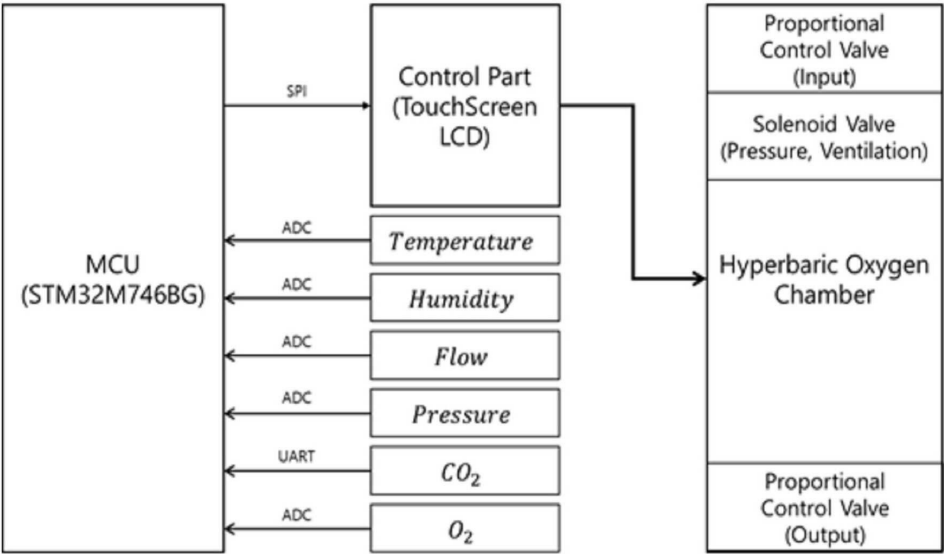 MCU
(STM32M746BG)
SPI
Control Part
(TouchScreen
LCD)
ADC
Temperature
ADC
Humidity
ADC
Flow
ADC
Pressure
UART
CO₂
ADC
O₂
Proportional
Control Valve
(Input)
Solenoid Valve
(Pressure, Ventilation)
Hyperbaric Oxygen
Chamber
Proportional
Control Valve
(Output)